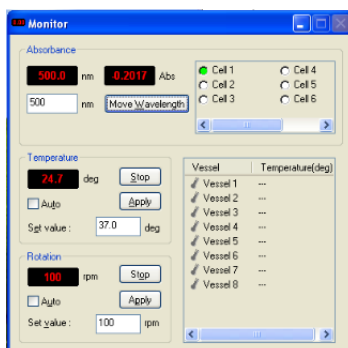 Monitor
Absorbance
500.0 nm -0.2017 Abs
500 nm Move Wavelength
Cell 1 Cell 4
Cell 2 Cell 5
Cell 3 Cell 6
Temperature
24.7 deg Stop
Auto Apply
Set value : 37.0 deg
Rotation
100 rpm Stop
Auto Apply
Set value : 100 rpm
Vessel Temperature(deg)
Vessel 1 ---
Vessel 2 ---
Vessel 3 ---
Vessel 4 ---
Vessel 5 ---
Vessel 6 ---
Vessel 7 ---
Vessel 8 ---